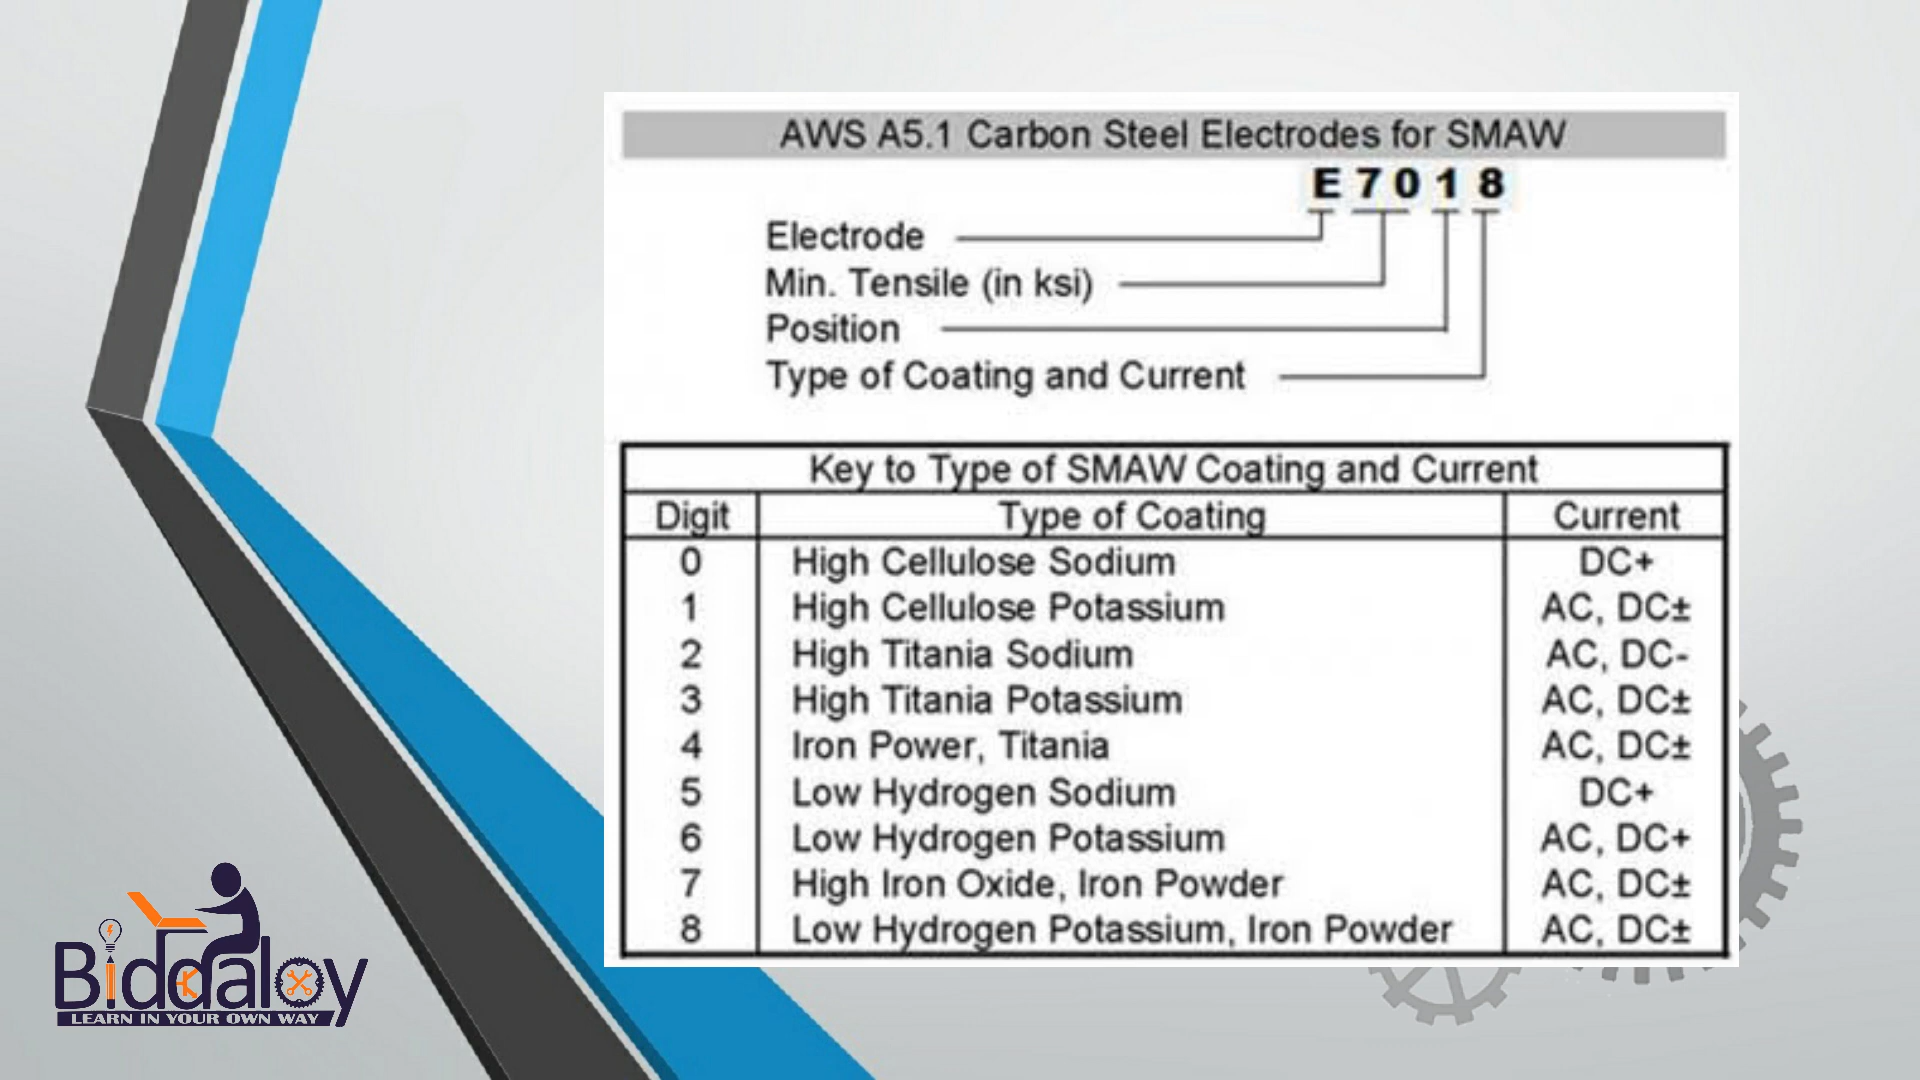 AWS A5.1 Carbon Steel Electrodes for SMAW
E 7 0 1 8
Electrode
Min. Tensile (in ksi)
Position
Type of Coating and Current
Key to Type of SMAW Coating and Current
Digit Type of Coating Current
0 High Cellulose Sodium DC+
1 High Cellulose Potassium AC, DC±
2 High Titania Sodium AC, DC-
3 High Titania Potassium AC, DC±
4 Iron Power, Titania AC, DC±
5 Low Hydrogen Sodium DC+
6 Low Hydrogen Potassium AC, DC+
7 High Iron Oxide, Iron Powder AC, DC±
8 Low Hydrogen Potassium, Iron Powder AC, DC±
Biddaloy
LEARN IN YOUR OWN WAY